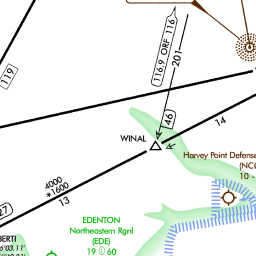 116.9 ORF 116
201
119
46
14
WINAL
Harvey Point Defense
(NC
10 -
4000
*1600
13
27
EDENTON
Northeastern Rgnl
(EDE)
19 60
BERTI